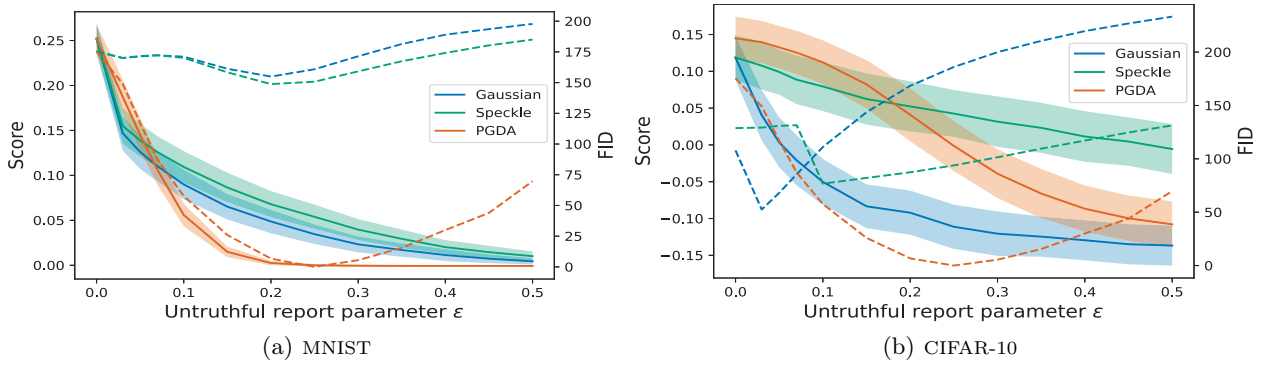 0.25
0.20
0.15
0.10
0.05
0.00
Score
200
175
150
125
100
75
50
25
0
FID
Gaussian
Speckle
PGDA
0.0 0.1 0.2 0.3 0.4 0.5
Untruthful report parameter ε
(a) MNIST
0.15
0.10
0.05
0.00
−0.05
−0.10
−0.15
Score
200
150
100
50
0
FID
Gaussian
Speckle
PGDA
0.0 0.1 0.2 0.3 0.4 0.5
Untruthful report parameter ε
(b) CIFAR-10